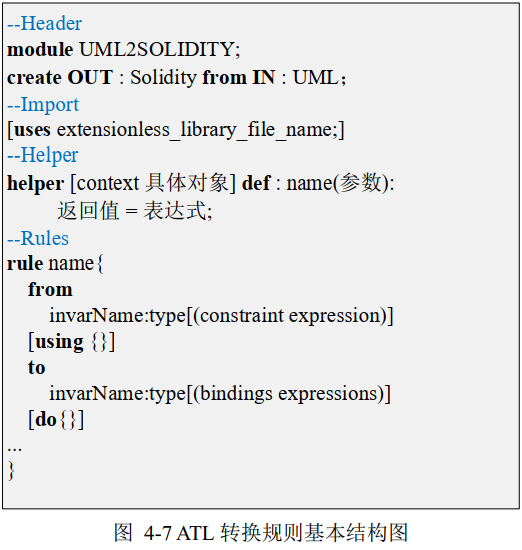 --Header
module UML2SOLIDITY;
create OUT : Solidity from IN : UML；
--Import
[uses extensionless_library_file_name;]
--Helper
helper [context 具体对象] def : name(参数):
返回值 = 表达式;
--Rules
rule name{
from
invarName:type[(constraint expression)]
[using {}]
to
invarName:type[(bindings expressions)]
[do{}]
...
}
图 4-7 ATL 转换规则基本结构图